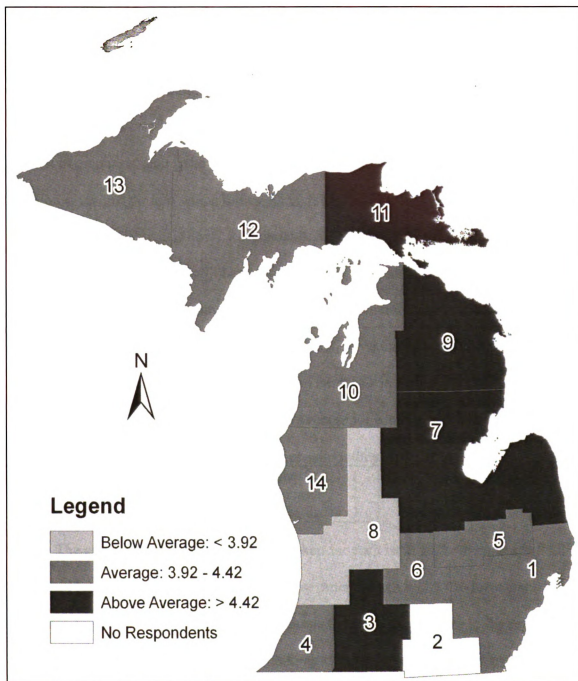 13
12
11
9
N
10
7
14
Legend
8
5
Below Average: < 3.92
1
Average: 3.92 - 4.42
6
Above Average: > 4.42
3
4
2
No Respondents